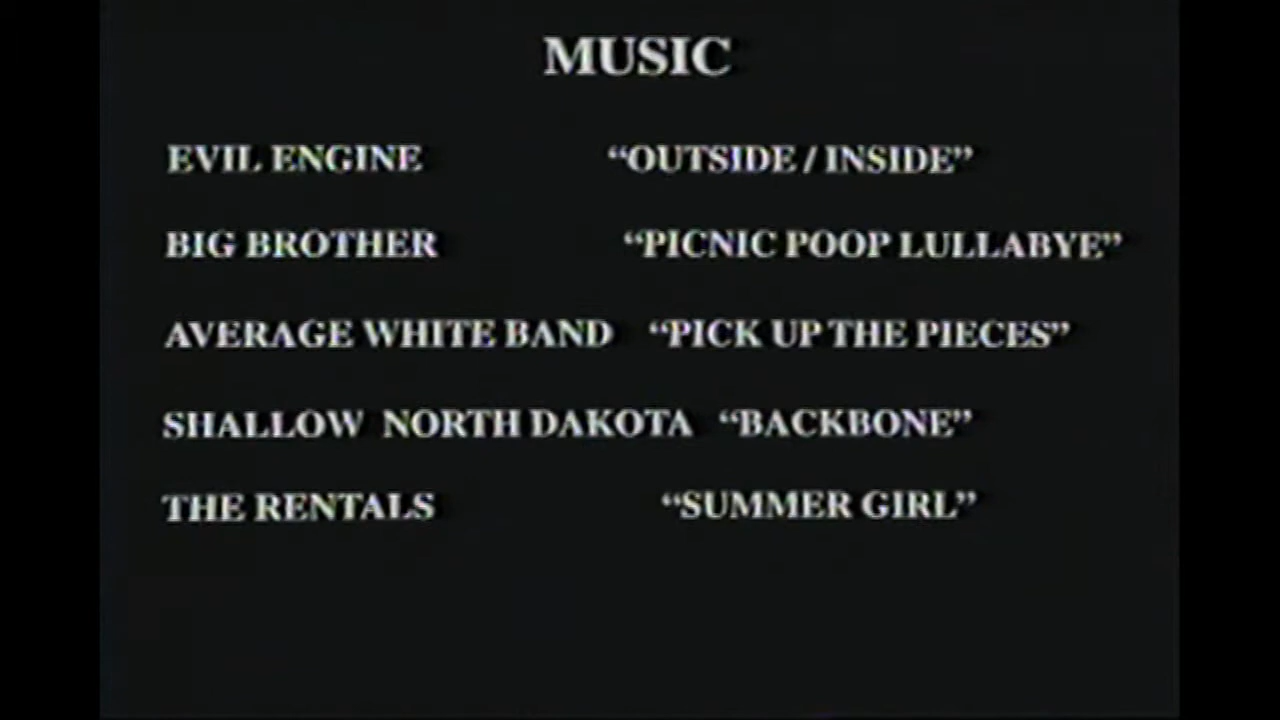 MUSIC
EVIL ENGINE “OUTSIDE / INSIDE”
BIG BROTHER “PICNIC POOP LULLABYE”
AVERAGE WHITE BAND “PICK UP THE PIECES”
SHALLOW NORTH DAKOTA “BACKBONE”
THE RENTALS “SUMMER GIRL”